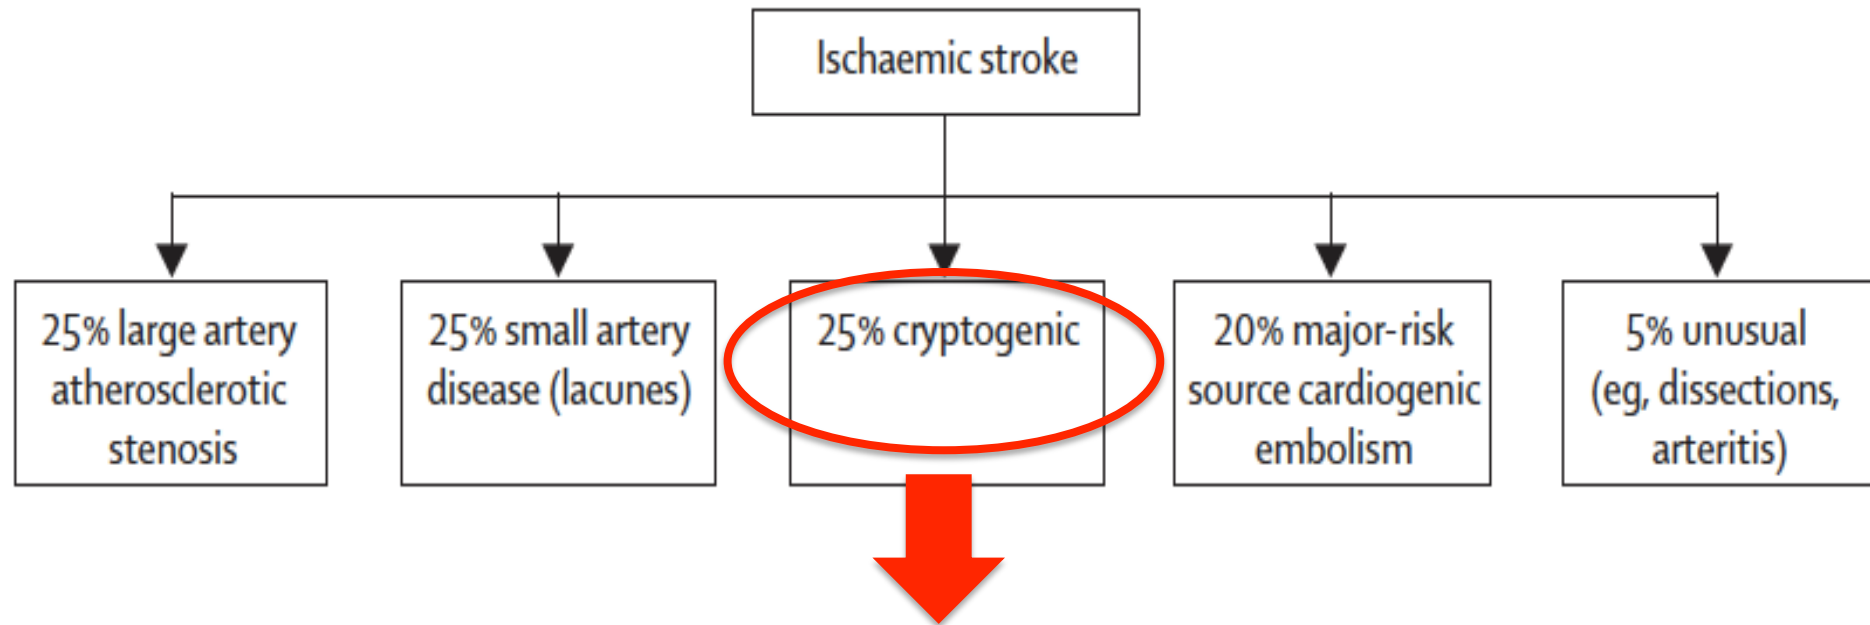 Ischaemic stroke
25% large artery
atherosclerotic
stenosis
25% small artery
disease (lacunes)
25% cryptogenic
20% major-risk
source cardiogenic
embolism
5% unusual
(eg, dissections,
arteritis)